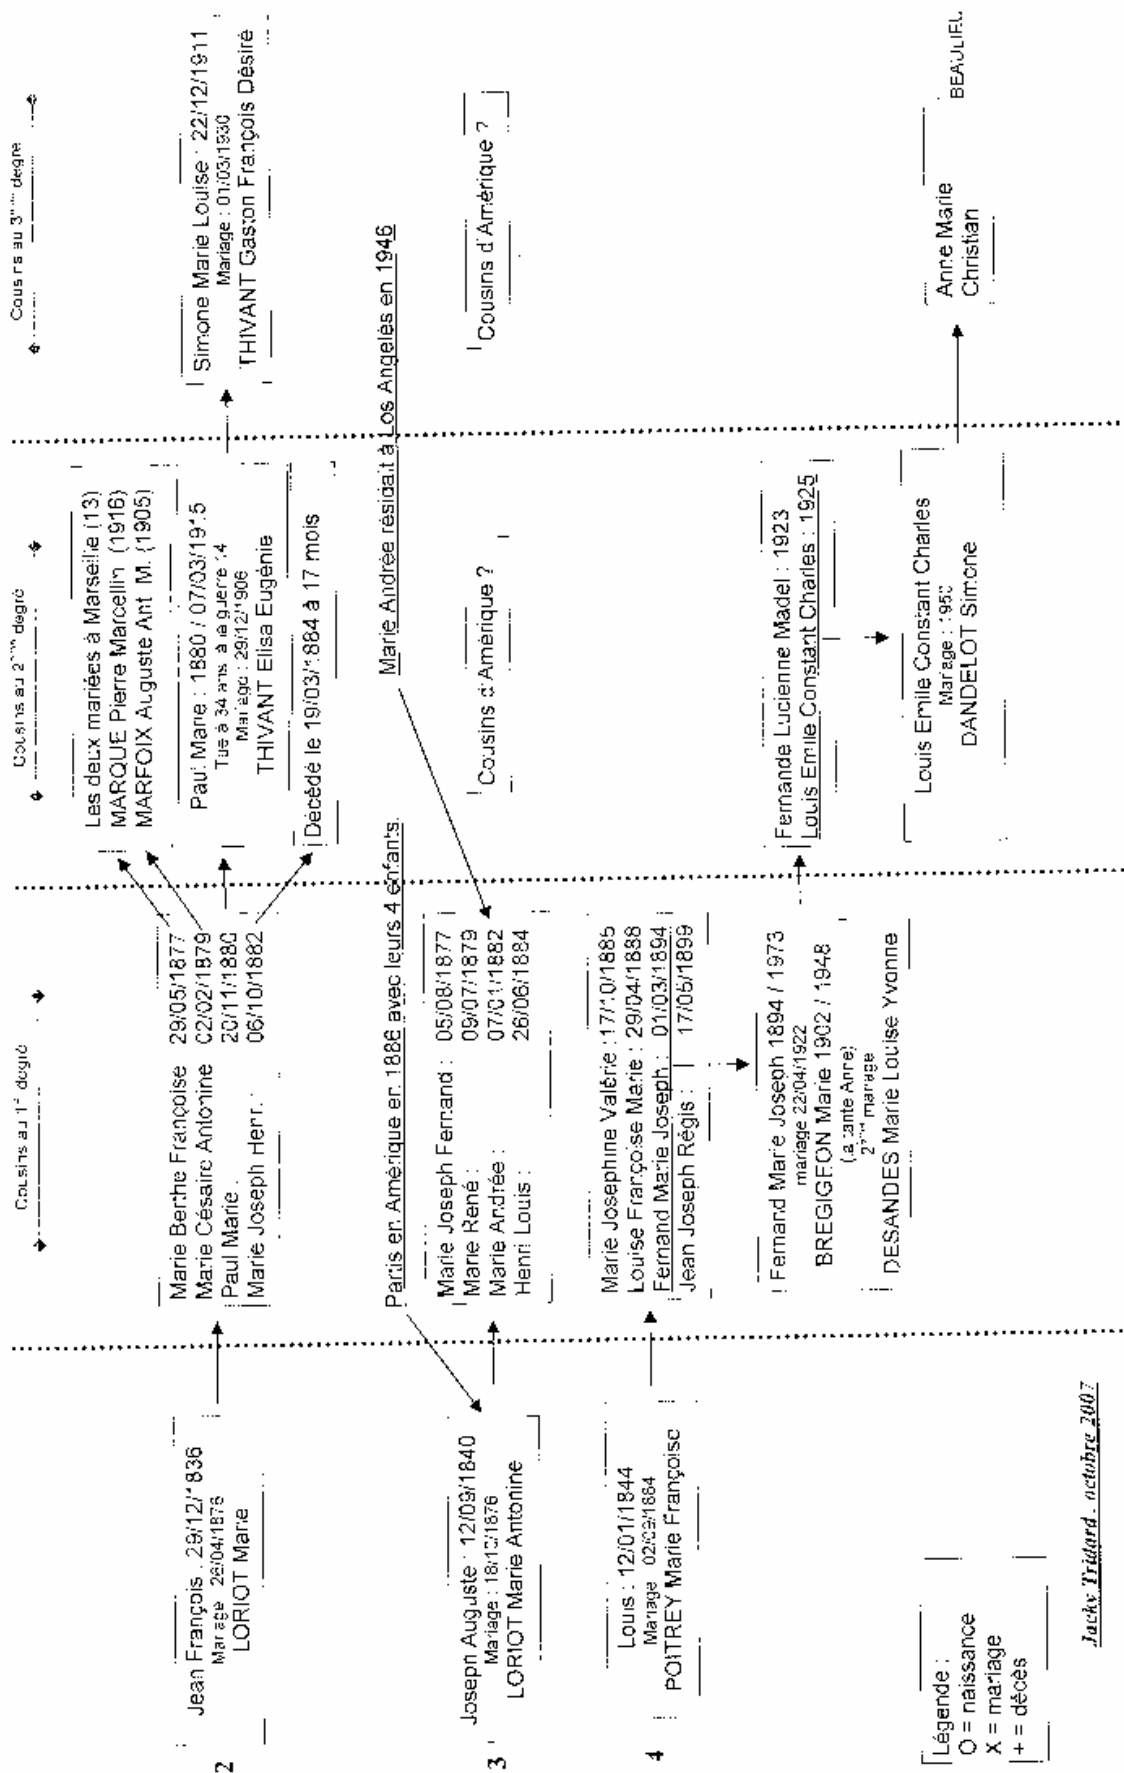 Cousins au 1er degré
Cousins au 2ème degré
Cousins au 3ème degré
2
Jean François : 29/12/1836
Mariage : 26/04/1876
LORIOT Marie
Marie Berthe Françoise 29/05/1877
Marie Césaire Antonine 02/02/1879
Paul Marie : 20/11/1880
Marie Joseph Henri : 06/10/1882
Les deux mariées à Marseille (13)
MARQUE Pierre Marcellin (1916)
MARFOIX Auguste Ant. M. (1905)
Paul Marie : 1880 / 07/03/1915
Tué à 34 ans à la guerre 14
Mariage : 29/12/1906
THIVANT Elisa Eugénie
Décédé le 19/03/1884 à 17 mois
Simone Marie Louise : 22/12/1911
Mariage : 01/03/1930
THIVANT Gaston François Désiré
Partis en Amérique en 1886 avec leurs 4 enfants
Marie Andrée résidait à Los Angelès en 1946
3
Joseph Auguste : 12/09/1840
Mariage : 18/10/1876
LORIOT Marie Antonine
Marie Joseph Fernand : 05/08/1877
Marie René : 09/07/1879
Marie Andrée : 07/01/1882
Henri Louis : 26/06/1884
Cousins d'Amérique ?
Cousins d'Amérique ?
4
Louis : 12/01/1844
Mariage 02/09/1884
POITREY Marie Françoise
Marie Josephine Valérie : 17/10/1885
Louise Françoise Marie : 29/04/1888
Fernand Marie Joseph : 01/03/1894
Jean Joseph Régis : 17/05/1899
Fernand Marie Joseph 1894 / 1973
mariage 22/04/1922
BREGIGEON Marie 1902 / 1948
(La tante Anne)
2ème mariage
DESANDES Marie Louise Yvonne
Fernande Lucienne Madel : 1923
Louis Emile Constant Charles : 1925
Louis Emile Constant Charles
Mariage : 1950
DANDELOT Simone
Anne Marie
Christian
BEAULIEU
Légende :
O = naissance
X = mariage
+ = décès
Jacky Tridard - octobre 2007